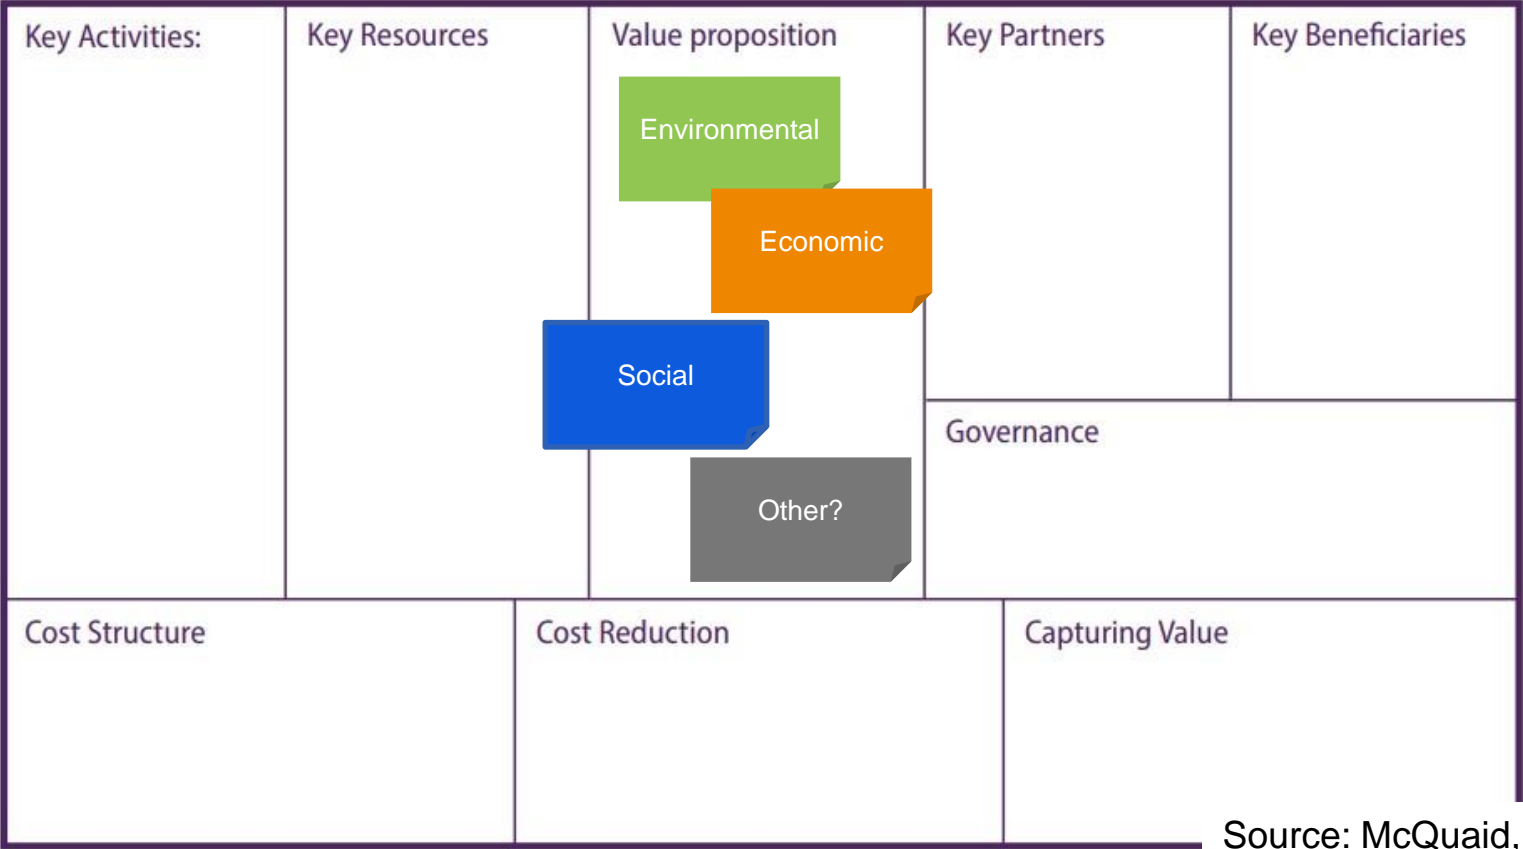 Key Activities:
Key Resources
Value proposition
Key Partners
Key Beneficiaries
Environmental
Economic
Social
Other?
Governance
Cost Structure
Cost Reduction
Capturing Value
Source: McQuaid,